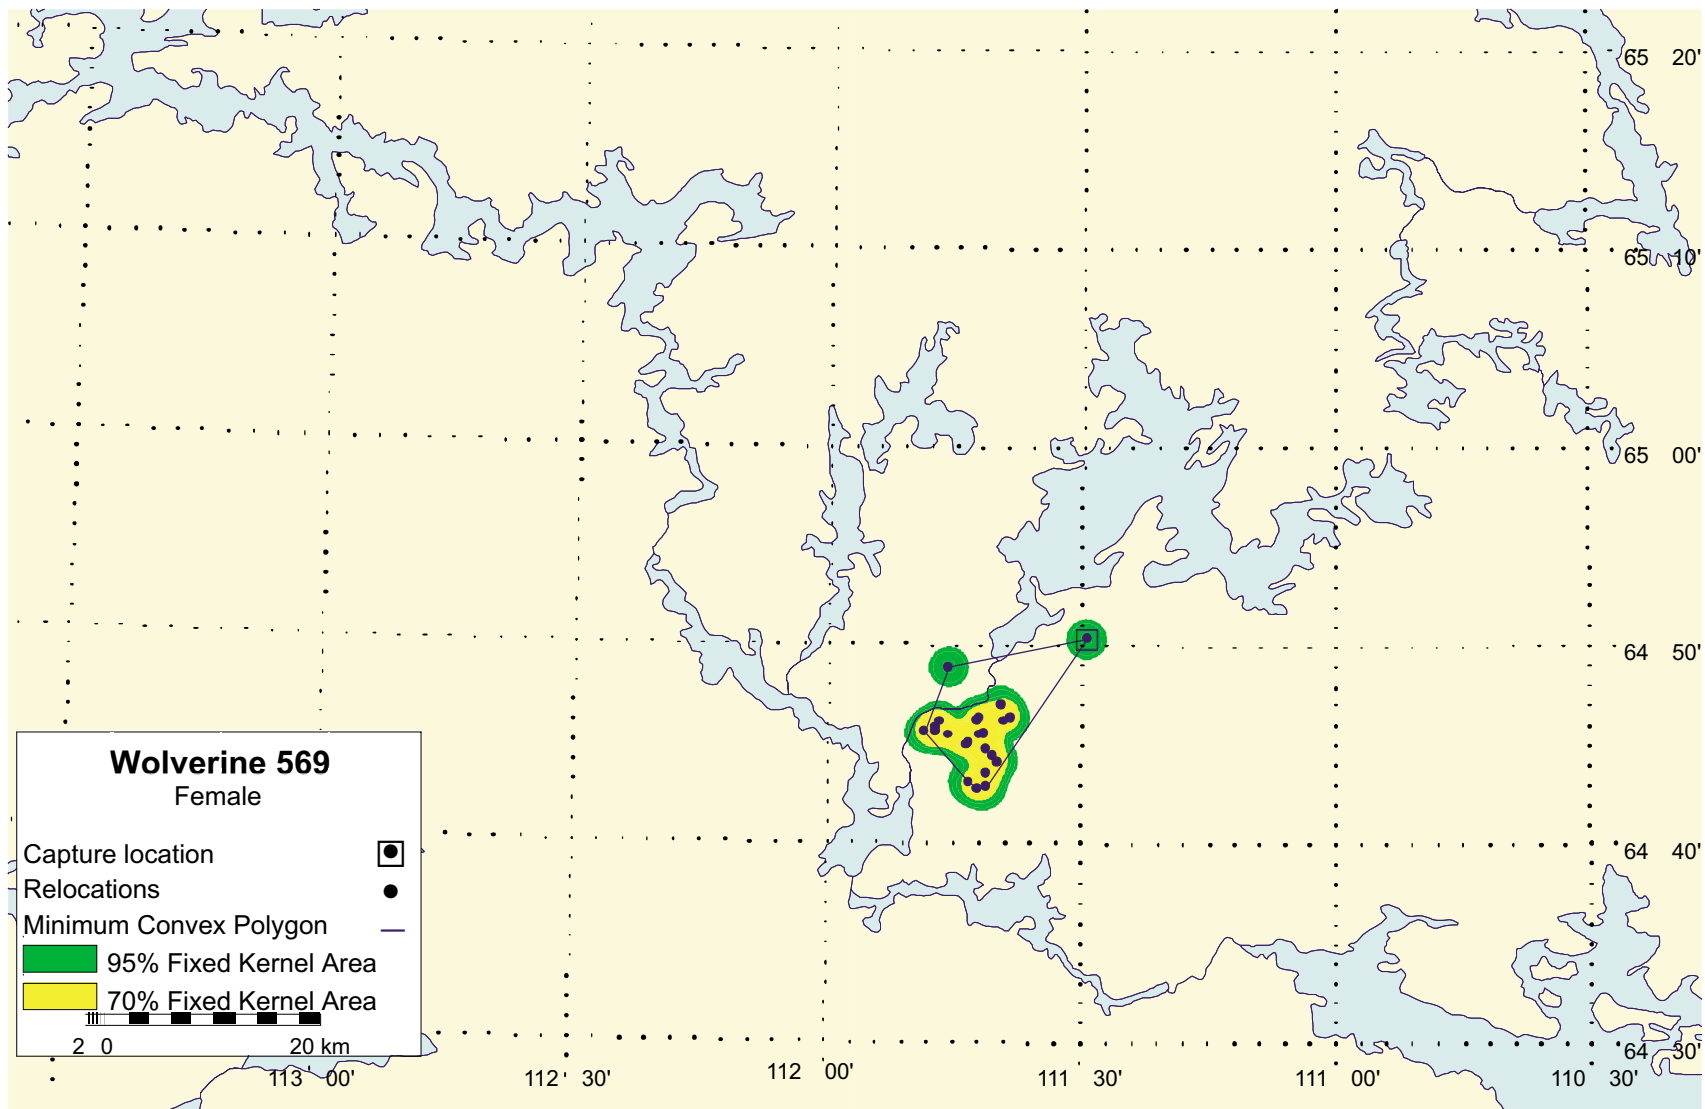 65 20'
65 10'
65 00'
64 50'
64 40'
64 30'
Wolverine 569
Female
Capture location
Relocations
Minimum Convex Polygon
95% Fixed Kernel Area
70% Fixed Kernel Area
2 0 20 km
113 00' 112 30' 112 00' 111 30' 111 00' 110 30'